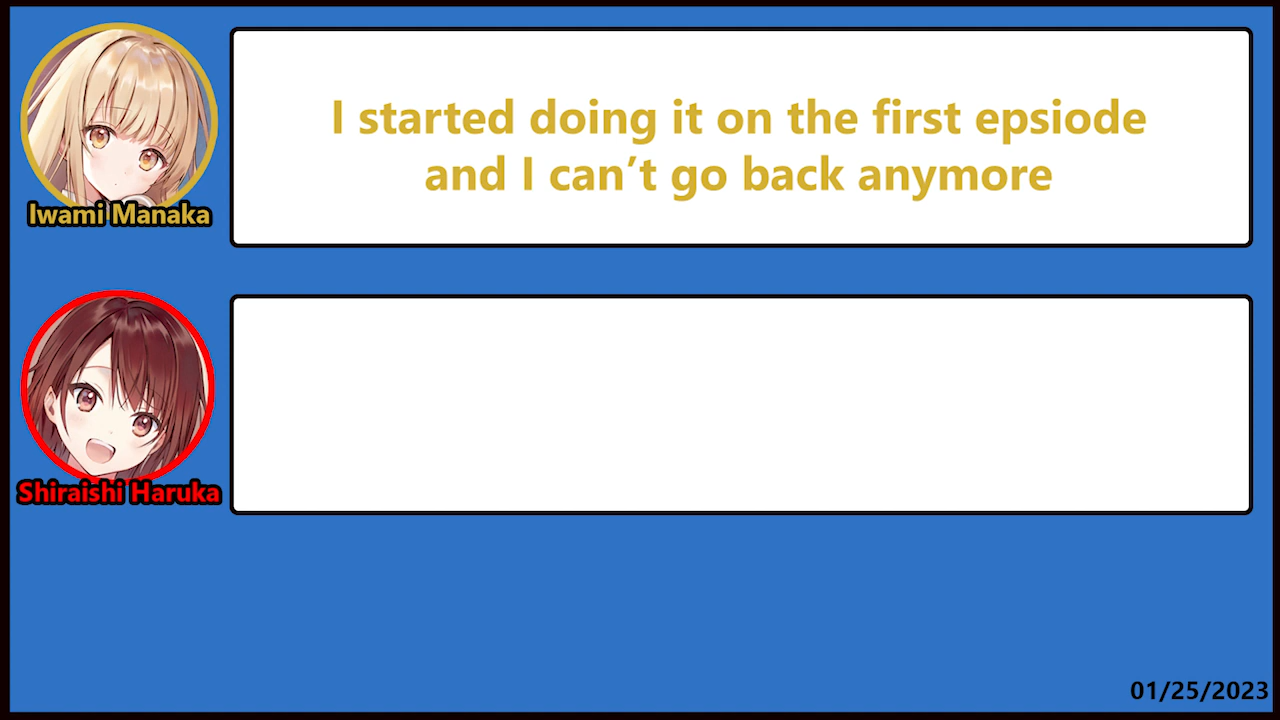 I started doing it on the first epsiode
and I can’t go back anymore
Iwami Manaka
Shiraishi Haruka
01/25/2023